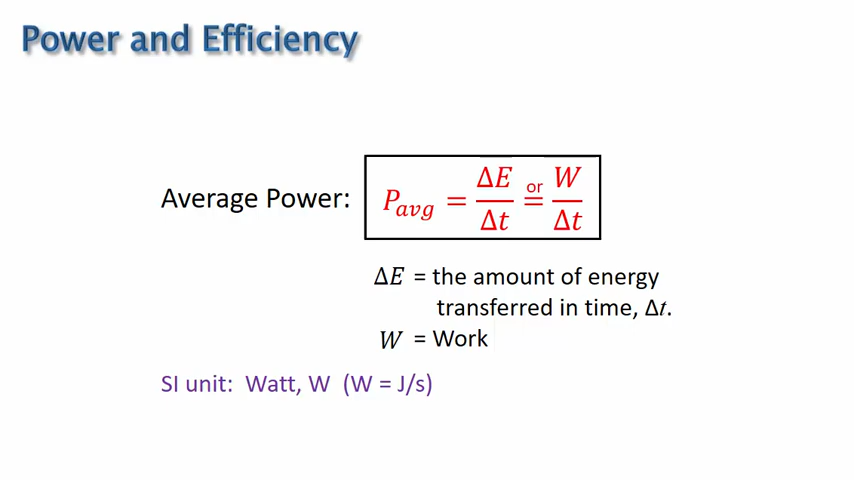 Power and Efficiency
Average Power: P_avg = ΔE/Δt or = W/Δt
ΔE = the amount of energy
transferred in time, Δt.
W = Work
SI unit: Watt, W (W = J/s)